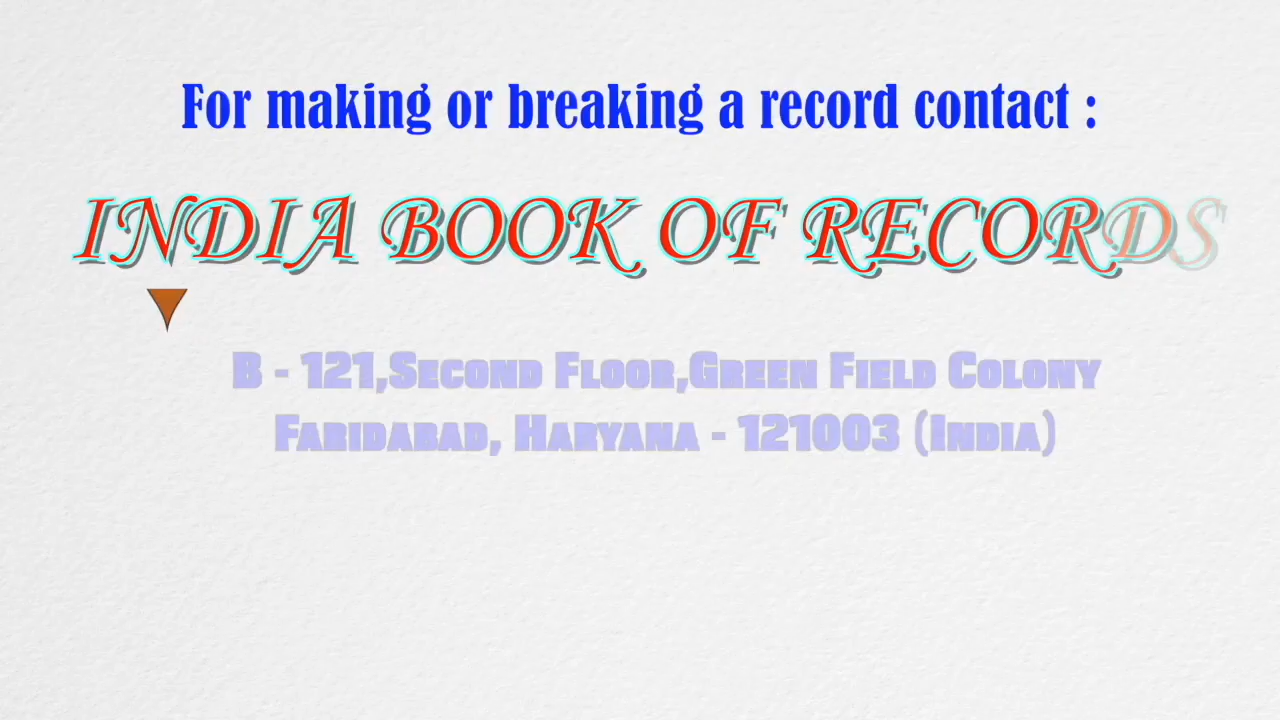 For making or breaking a record contact :
INDIA BOOK OF RECORDS
B - 121,Second Floor,Green Field Colony
Faridabad, Haryana - 121003 (India)